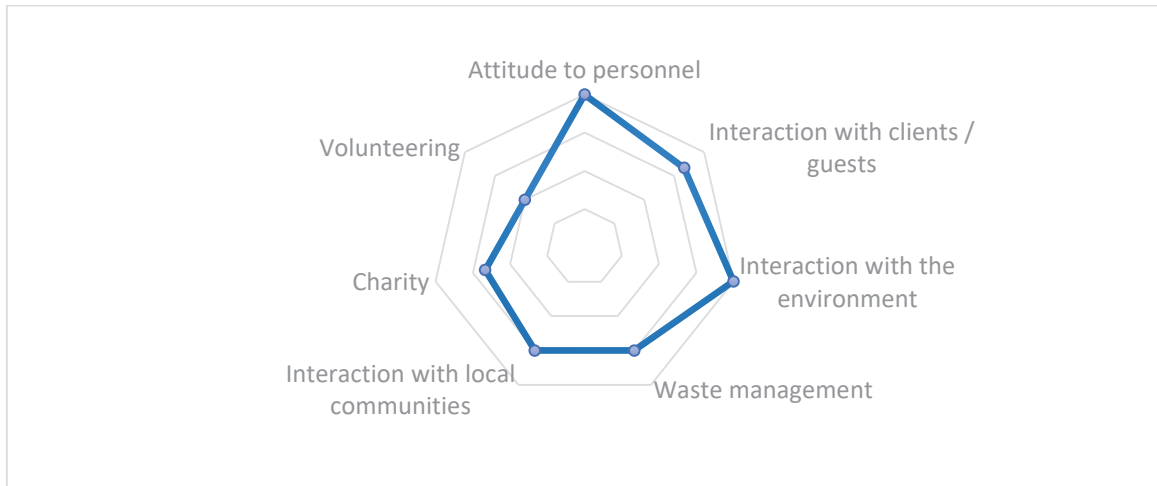 Attitude to personnel
Interaction with clients /
guests
Interaction with the
environment
Waste management
Interaction with local
communities
Charity
Volunteering